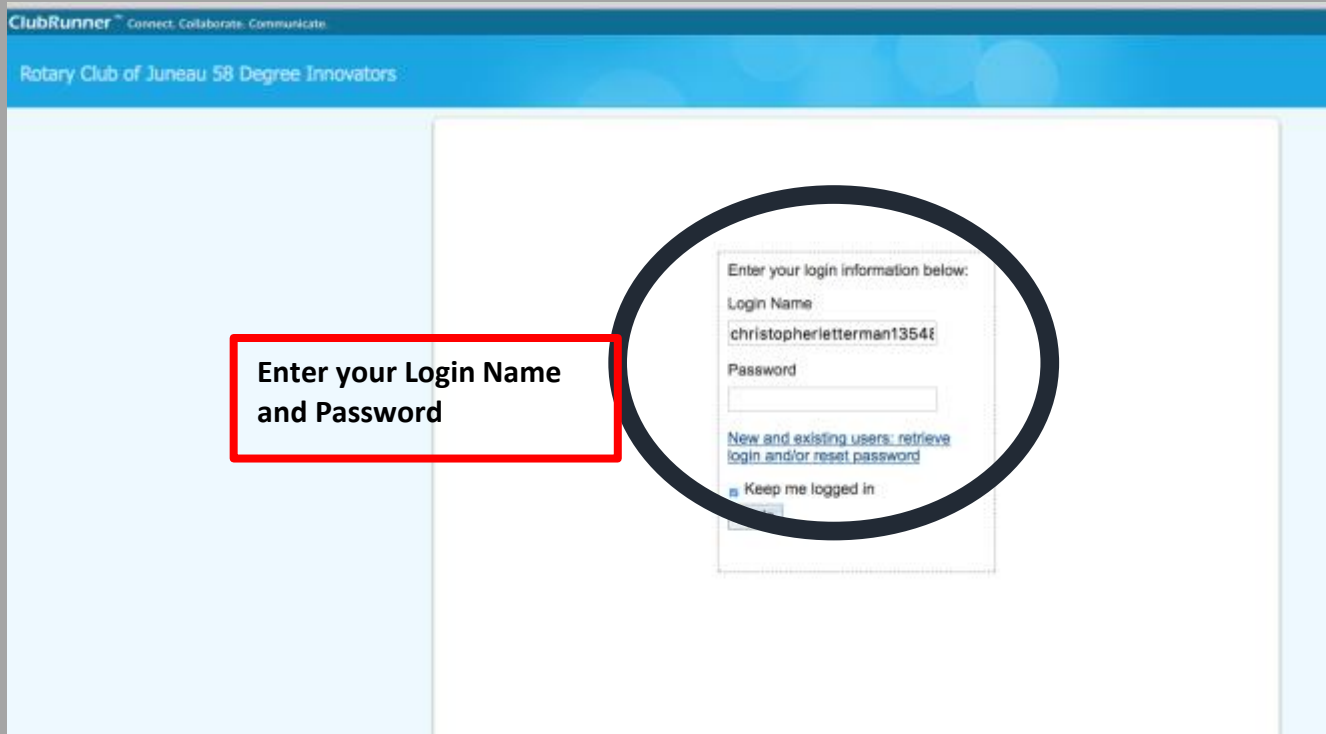 ClubRunner™ Connect. Collaborate. Communicate.
Rotary Club of Juneau 58 Degree Innovators
Enter your login information below:
Login Name
christopherletterman13548
Enter your Login Name
and Password
Password
New and existing users: retrieve
login and/or reset password
Keep me logged in